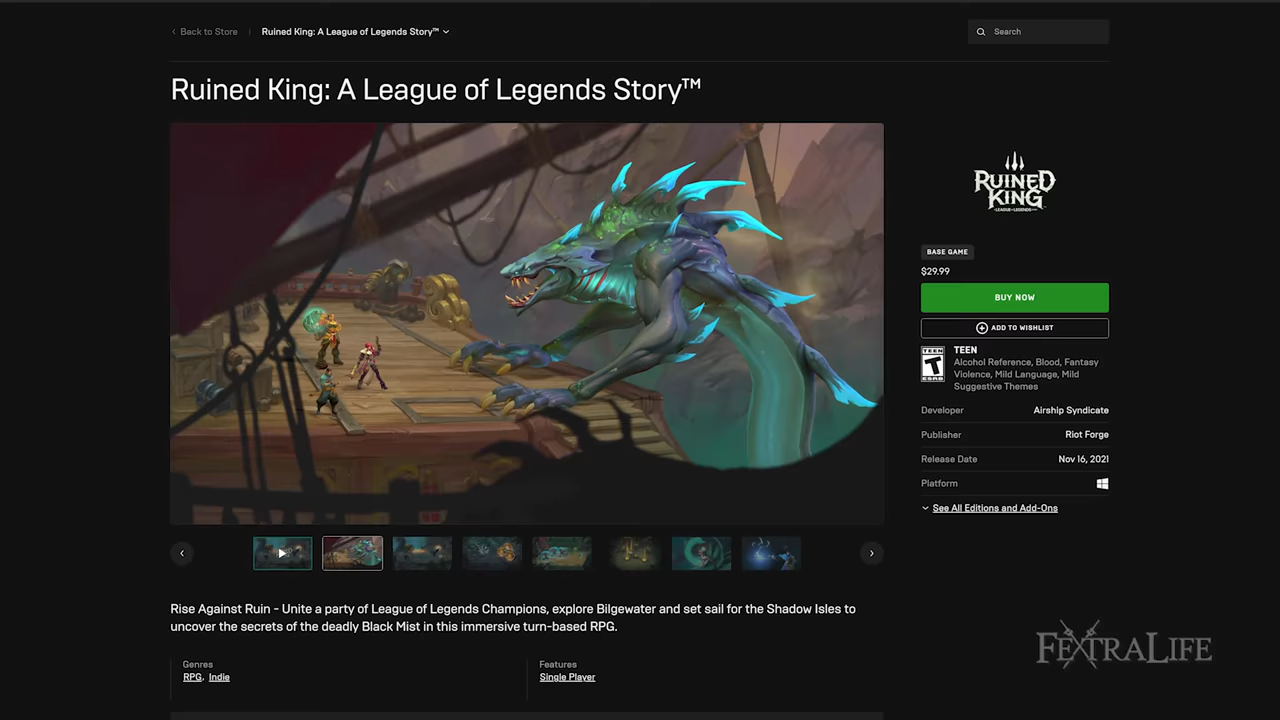 Back to Store
Ruined King: A League of Legends Story™
Search
Ruined King: A League of Legends Story™
RUINED
KING
A LEAGUE OF LEGENDS STORY
BASE GAME
$29.99
BUY NOW
ADD TO WISHLIST
TEEN
T
ESRB
TEEN
Alcohol Reference, Blood, Fantasy
Violence, Mild Language, Mild
Suggestive Themes
Developer Airship Syndicate
Publisher Riot Forge
Release Date Nov 16, 2021
Platform
See All Editions and Add-Ons
Rise Against Ruin - Unite a party of League of Legends Champions, explore Bilgewater and set sail for the Shadow Isles to
uncover the secrets of the deadly Black Mist in this immersive turn-based RPG.
Genres
RPG, Indie
Features
Single Player
FEXTRALIFE